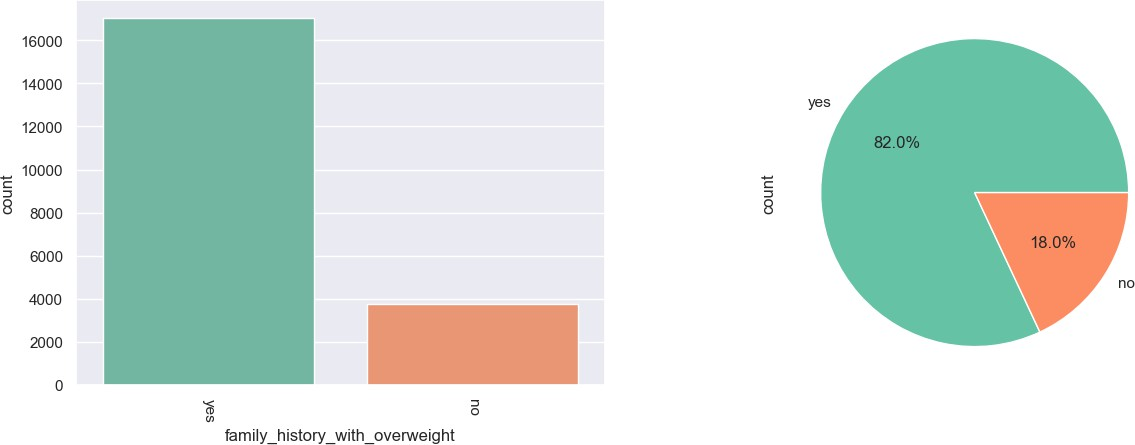 16000
14000
12000
10000
8000
6000
4000
2000
0
count
yes
no
family_history_with_overweight
yes
82.0%
count
18.0%
no